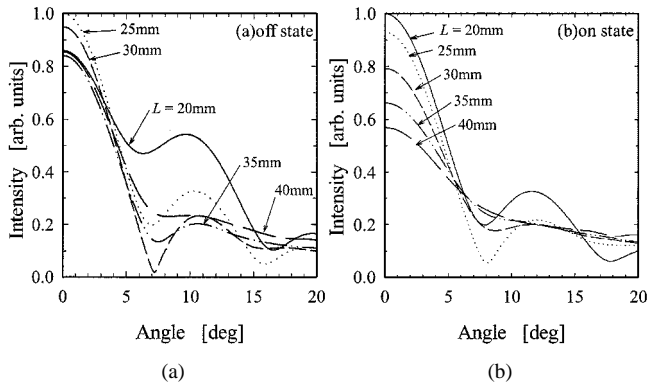 (a)off state
25mm
30mm
L = 20mm
35mm
40mm
1.0
0.8
0.6
0.4
0.2
0.0
Intensity [arb. units]
0 5 10 15 20
Angle [deg]
(a)
(b)on state
L = 20mm
25mm
30mm
35mm
40mm
1.0
0.8
0.6
0.4
0.2
0.0
Intensity [arb. units]
0 5 10 15 20
Angle [deg]
(b)